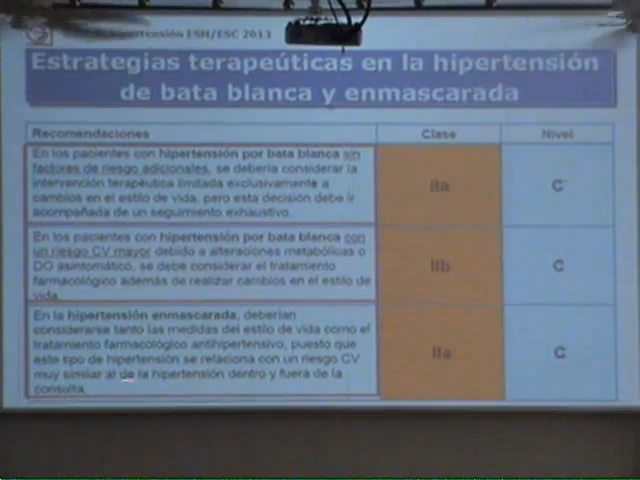 hipertensión ESH/ESC 2013
Estrategias terapeúticas en la hipertensión
de bata blanca y enmascarada
Recomendaciones Clase Nivel
En los pacientes con hipertensión por bata blanca sin
factores de riesgo adicionales, se debería considerar la
intervención terapéutica limitada exclusivamente a
cambios en el estilo de vida, pero esta decisión debe ir
acompañada de un seguimiento exhaustivo.
IIa C
En los pacientes con hipertensión por bata blanca con
un riesgo CV mayor debido a alteraciones metabólicas o
DO asintomático, se debe considerar el tratamiento
farmacológico además de realizar cambios en el estilo de
vida.
IIb C
En la hipertensión enmascarada, deberían
considerarse tanto las medidas del estilo de vida como el
tratamiento farmacológico antihipertensivo, puesto que
este tipo de hipertensión se relaciona con un riesgo CV
muy similar al de la hipertensión dentro y fuera de la
consulta.
IIa C